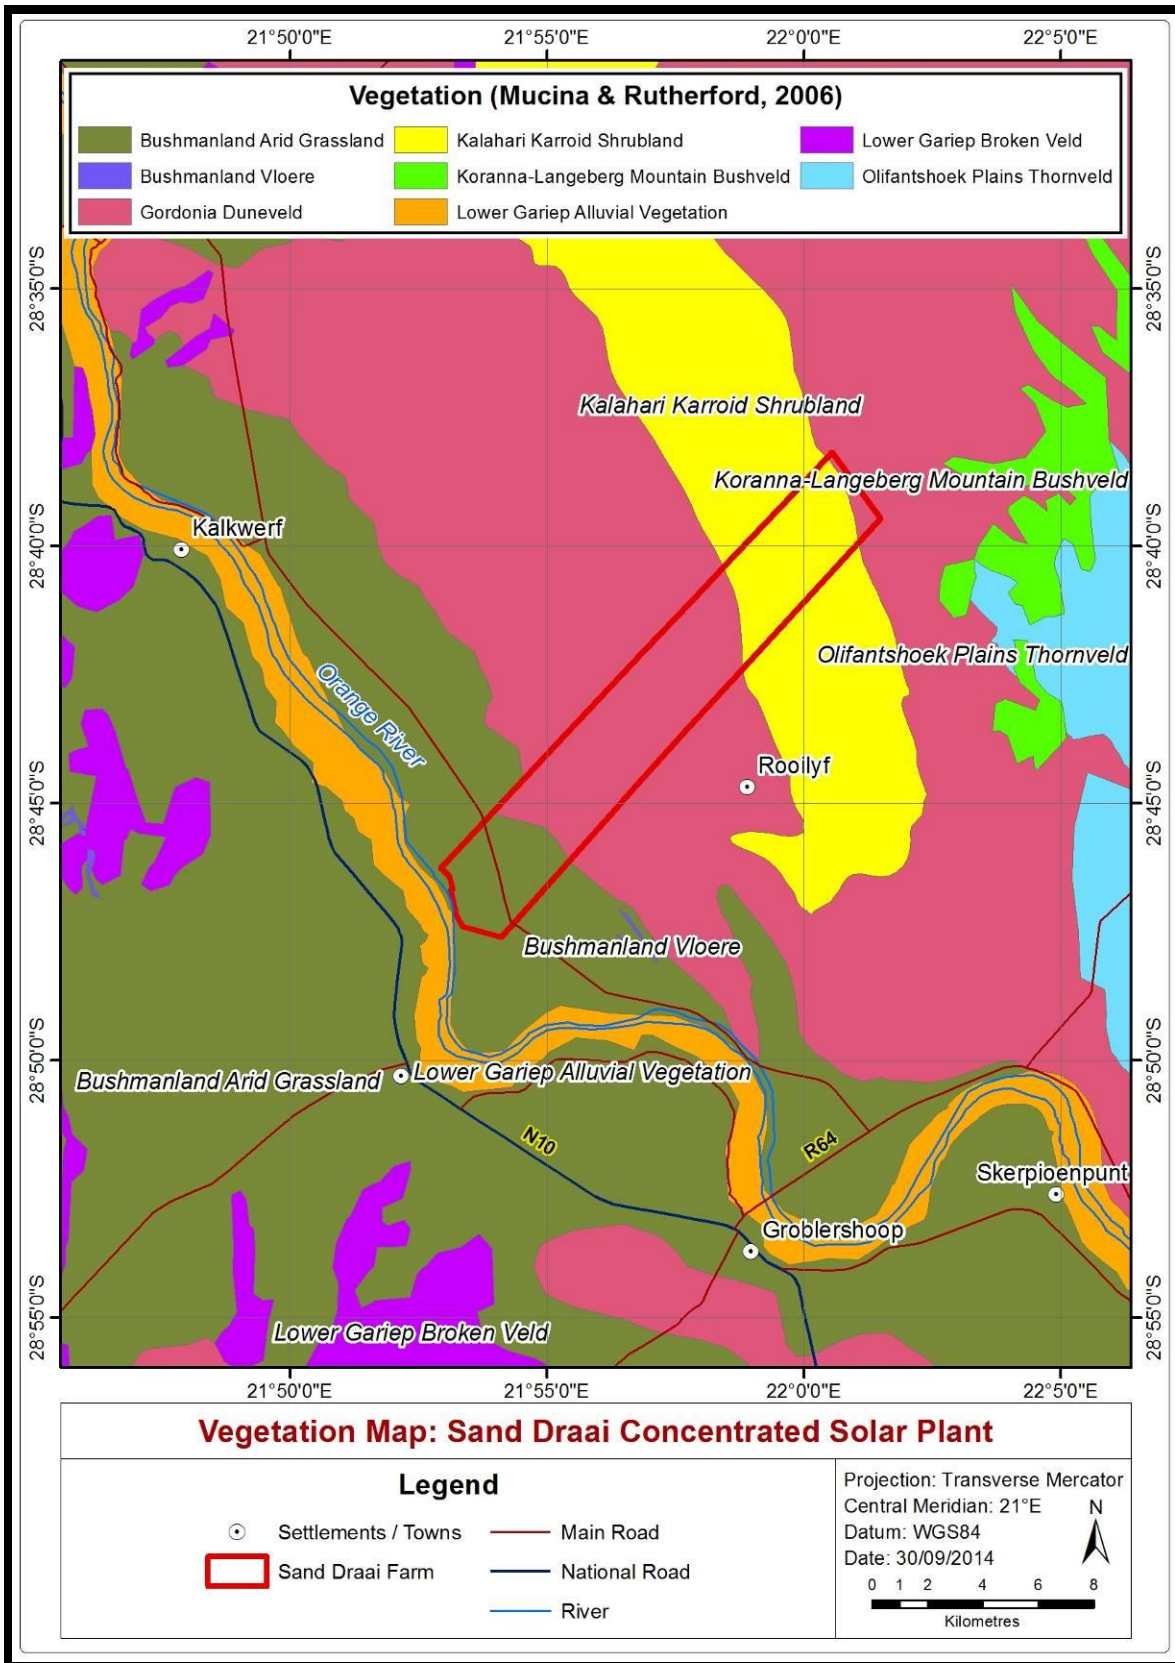 21°50'0"E 21°55'0"E 22°0'0"E 22°5'0"E
Vegetation (Mucina & Rutherford, 2006)
Bushmanland Arid Grassland Kalahari Karroid Shrubland Lower Gariep Broken Veld
Bushmanland Vloere Koranna-Langeberg Mountain Bushveld Olifantshoek Plains Thornveld
Gordonia Duneveld Lower Gariep Alluvial Vegetation
28°35'0"S 28°35'0"S
Kalahari Karroid Shrubland
Koranna-Langeberg Mountain Bushveld
Kalkwerf
28°40'0"S 28°40'0"S
Olifantshoek Plains Thornveld
Orange River
Rooilyf
28°45'0"S 28°45'0"S
Bushmanland Vloere
28°50'0"S 28°50'0"S
Bushmanland Arid Grassland Lower Gariep Alluvial Vegetation
N10 R64
Skerpioenpunt
Groblershoop
28°55'0"S 28°55'0"S
Lower Gariep Broken Veld
21°50'0"E 21°55'0"E 22°0'0"E 22°5'0"E
Vegetation Map: Sand Draai Concentrated Solar Plant
Legend
Settlements / Towns Main Road
Sand Draai Farm National Road
River
Projection: Transverse Mercator
Central Meridian: 21°E
N
Datum: WGS84
Date: 30/09/2014
0 1 2 4 6 8
Kilometres